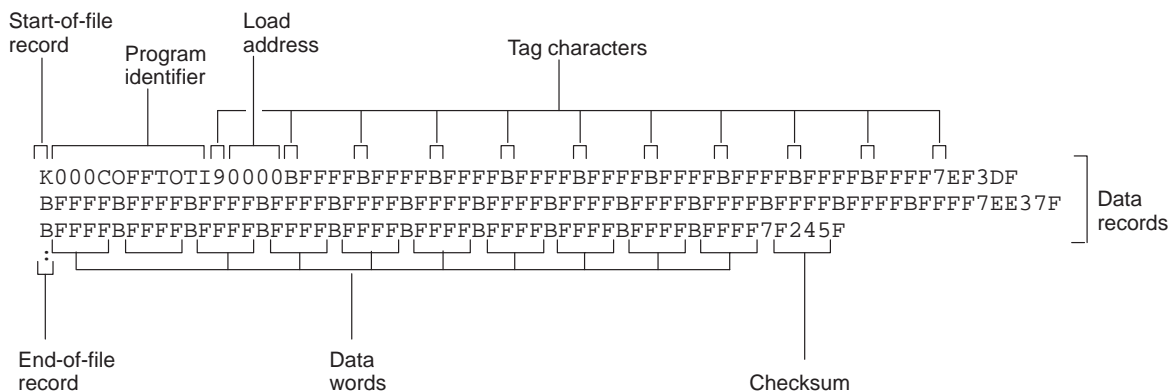 Start-of-file
record
Program
identifier
Load
address
Tag characters
K000COFFTOTI90000BFFFFBFFFFBFFFFBFFFFBFFFFBFFFFBFFFFBFFFFBFFFF7EF3DF
BFFFFBFFFFBFFFFBFFFFBFFFFBFFFFBFFFFBFFFFBFFFFBFFFFBFFFFBFFFFBFFFF7EE37F
BFFFFBFFFFBFFFFBFFFFBFFFFBFFFFBFFFFBFFFFBFFFFBFFFF7F245F
:
Data
records
End-of-file
record
Data
words
Checksum